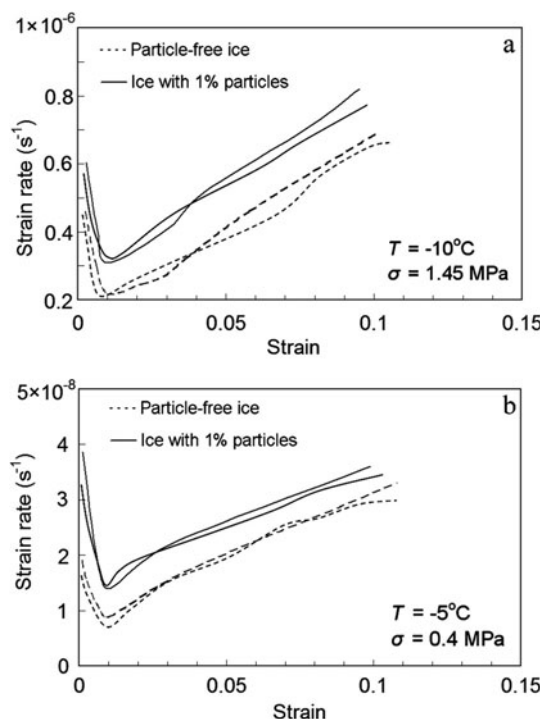 1×10⁻⁶
a
Particle-free ice
Ice with 1% particles
0.8
0.6
0.4
0.2
Strain rate (s⁻¹)
T = -10°C
σ = 1.45 MPa
0 0.05 0.1 0.15
Strain
5×10⁻⁸
b
Particle-free ice
Ice with 1% particles
4
3
2
1
0
Strain rate (s⁻¹)
T = -5°C
σ = 0.4 MPa
0 0.05 0.1 0.15
Strain